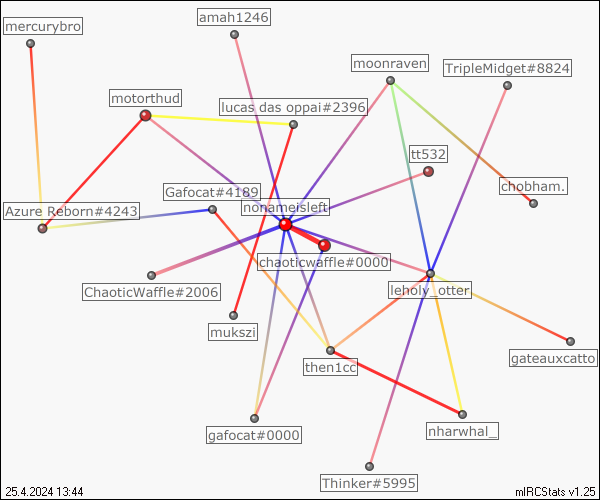 amah1246
mercurybro
moonraven
TripleMidget#8824
motorthud
lucas das oppai#2396
tt532
chobham.
Gafocat#4189
nonameisleft
Azure Reborn#4243
chaoticwaffle#0000
ChaoticWaffle#2006
leholy_otter
mukszi
gateauxcatto
then1cc
gafocat#0000
nharwhal_
Thinker#5995
25.4.2024 13:44
mIRCStats v1.25